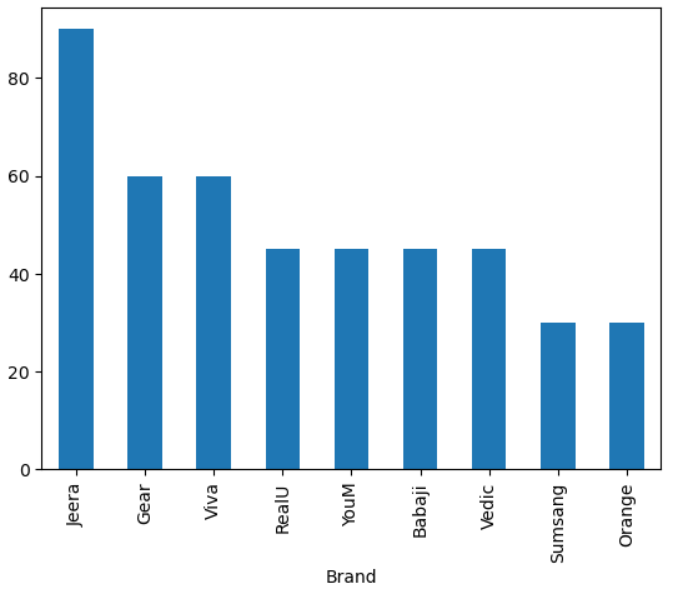 80
60
40
20
0
Jeera
Gear
Viva
RealU
YouM
Babaji
Vedic
Sumsang
Orange
Brand